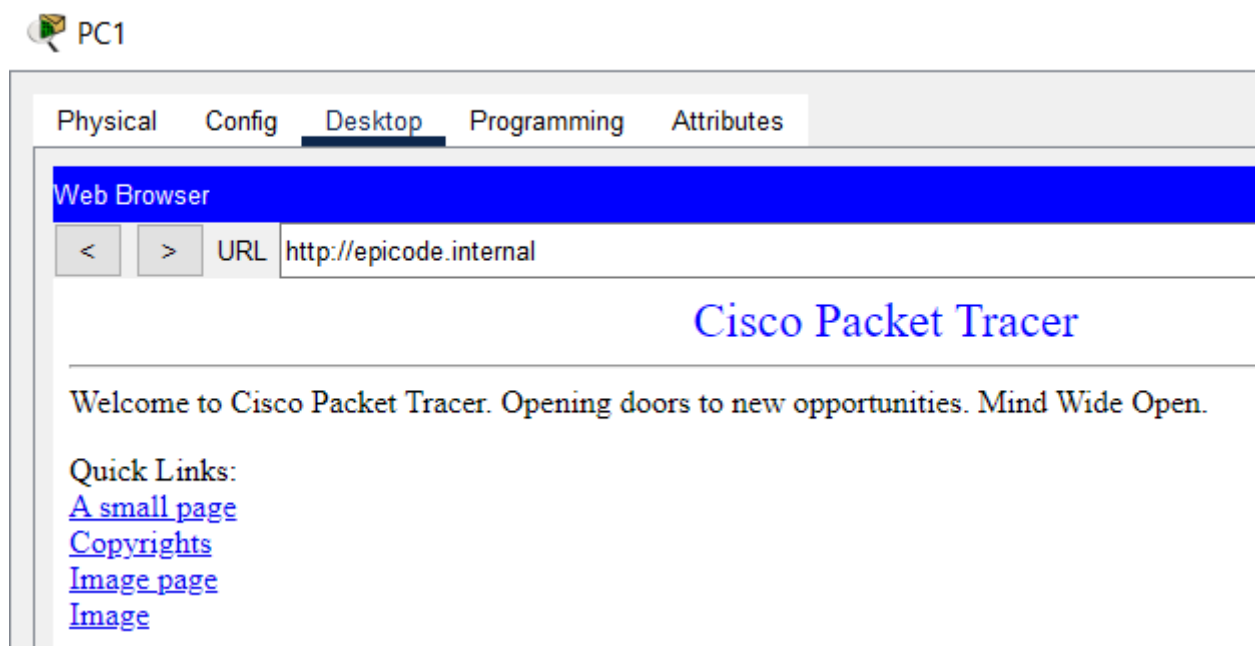 PC1
Physical Config Desktop Programming Attributes
Web Browser
< > URL http://epicode.internal
Cisco Packet Tracer
Welcome to Cisco Packet Tracer. Opening doors to new opportunities. Mind Wide Open.
Quick Links:
A small page
Copyrights
Image page
Image